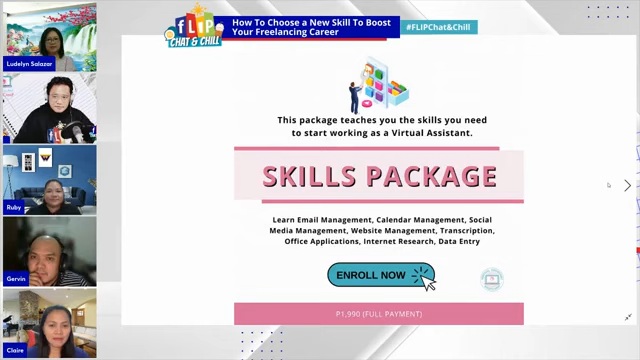 FLIP
CHAT & CHILL
How To Choose a New Skill To Boost
Your Freelancing Career
#FLIPChat&Chill
Ludelyn Salazar
Ruby
Gervin
Claire
This package teaches you the skills you need
to start working as a Virtual Assistant.
SKILLS PACKAGE
Learn Email Management, Calendar Management, Social
Media Management, Website Management, Transcription,
Office Applications, Internet Research, Data Entry
ENROLL NOW
P1,990 (FULL PAYMENT)